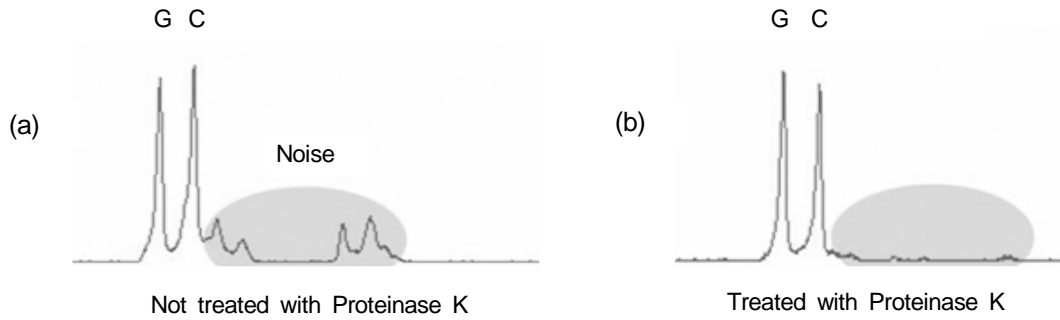 G C
(a)
Noise
Not treated with Proteinase K
G C
(b)
Treated with Proteinase K